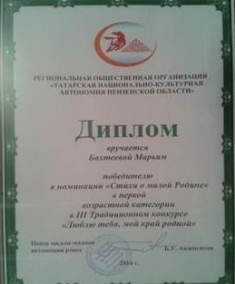 РЕГИОНАЛЬНАЯ ОБЩЕСТВЕННАЯ ОРГАНИЗАЦИЯ
«ТАТАРСКАЯ НАЦИОНАЛЬНО-КУЛЬТУРНАЯ
АВТОНОМИЯ ПЕНЗЕНСКОЙ ОБЛАСТИ»
Диплом
вручается
Бахтеевой Марьям
победителю
в номинации «Стихи о малой Родине»
в первой
возрастной категории
в III Традиционном конкурсе
«Люблю тебя, мой край родной»
автономия
Б.У.
2014 г.